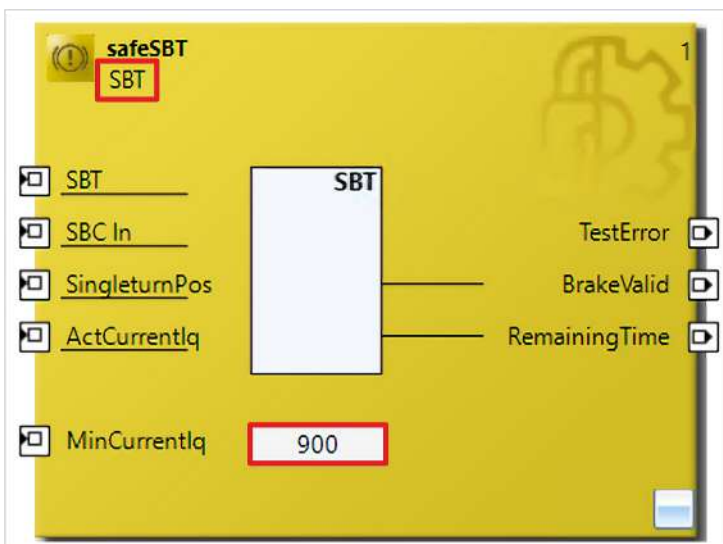 safeSBT
1
SBT
SBT
SBT
SBC In
TestError
SingleturnPos
BrakeValid
ActCurrentIq
RemainingTime
MinCurrentIq
900